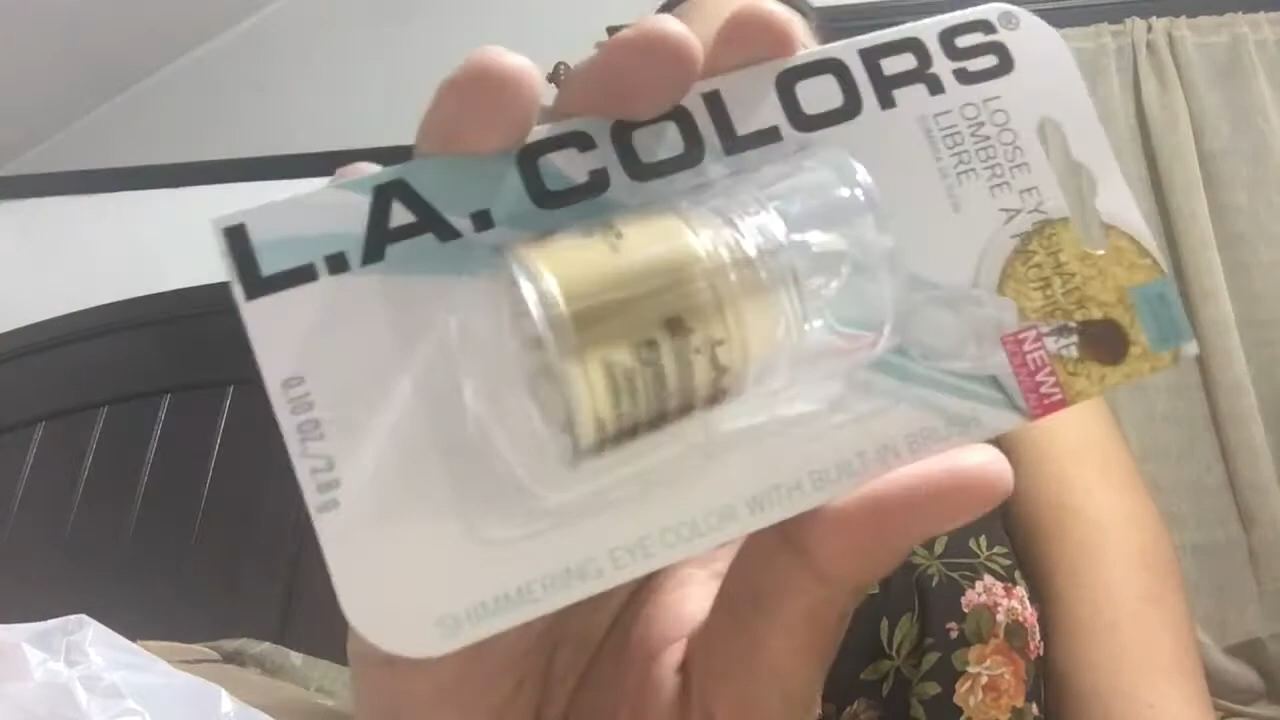 L.A. COLORS®
LOOSE EYESHADOW
OMBRE À PAUPIÈRES
LIBRE
NEW!
0.10 OZ./2.8 g
SHIMMERING EYE COLOR WITH BUILT-IN BRUSH